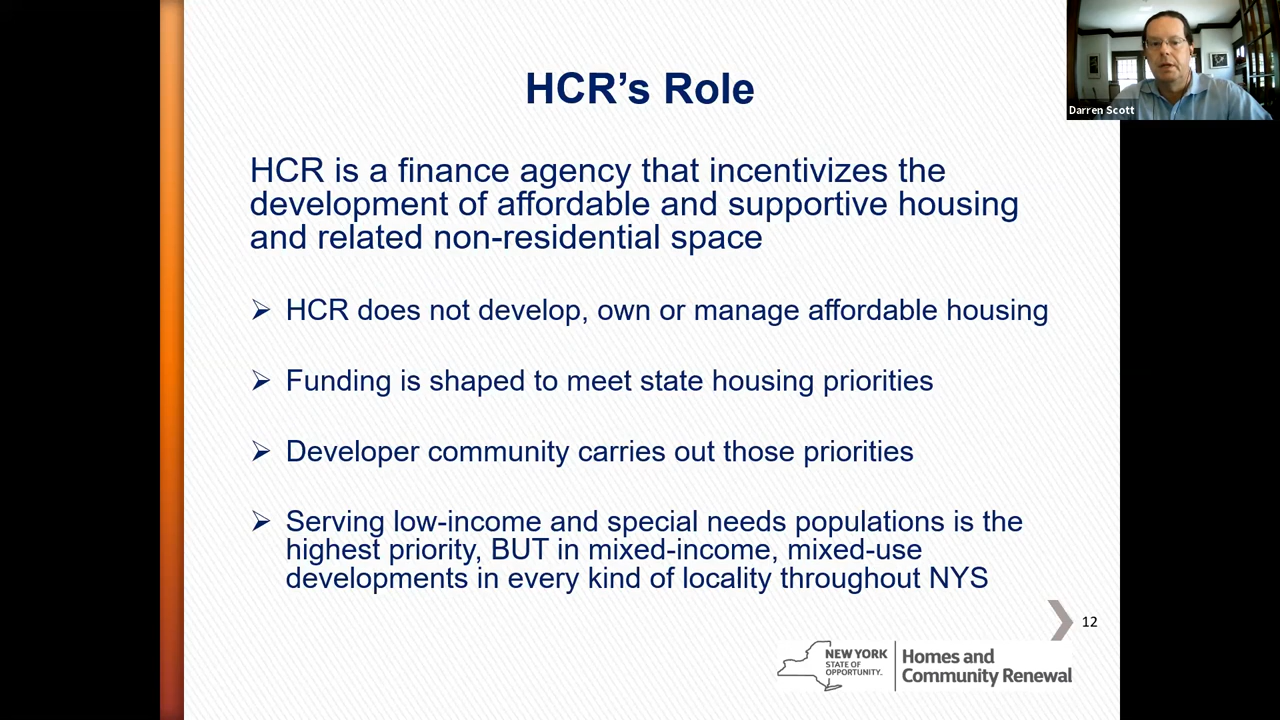 HCR’s Role
Darren Scott
HCR is a finance agency that incentivizes the
development of affordable and supportive housing
and related non-residential space
➢ HCR does not develop, own or manage affordable housing
➢ Funding is shaped to meet state housing priorities
➢ Developer community carries out those priorities
➢ Serving low-income and special needs populations is the
highest priority, BUT in mixed-income, mixed-use
developments in every kind of locality throughout NYS
12
NEW YORK
STATE OF
OPPORTUNITY™
Homes and
Community Renewal